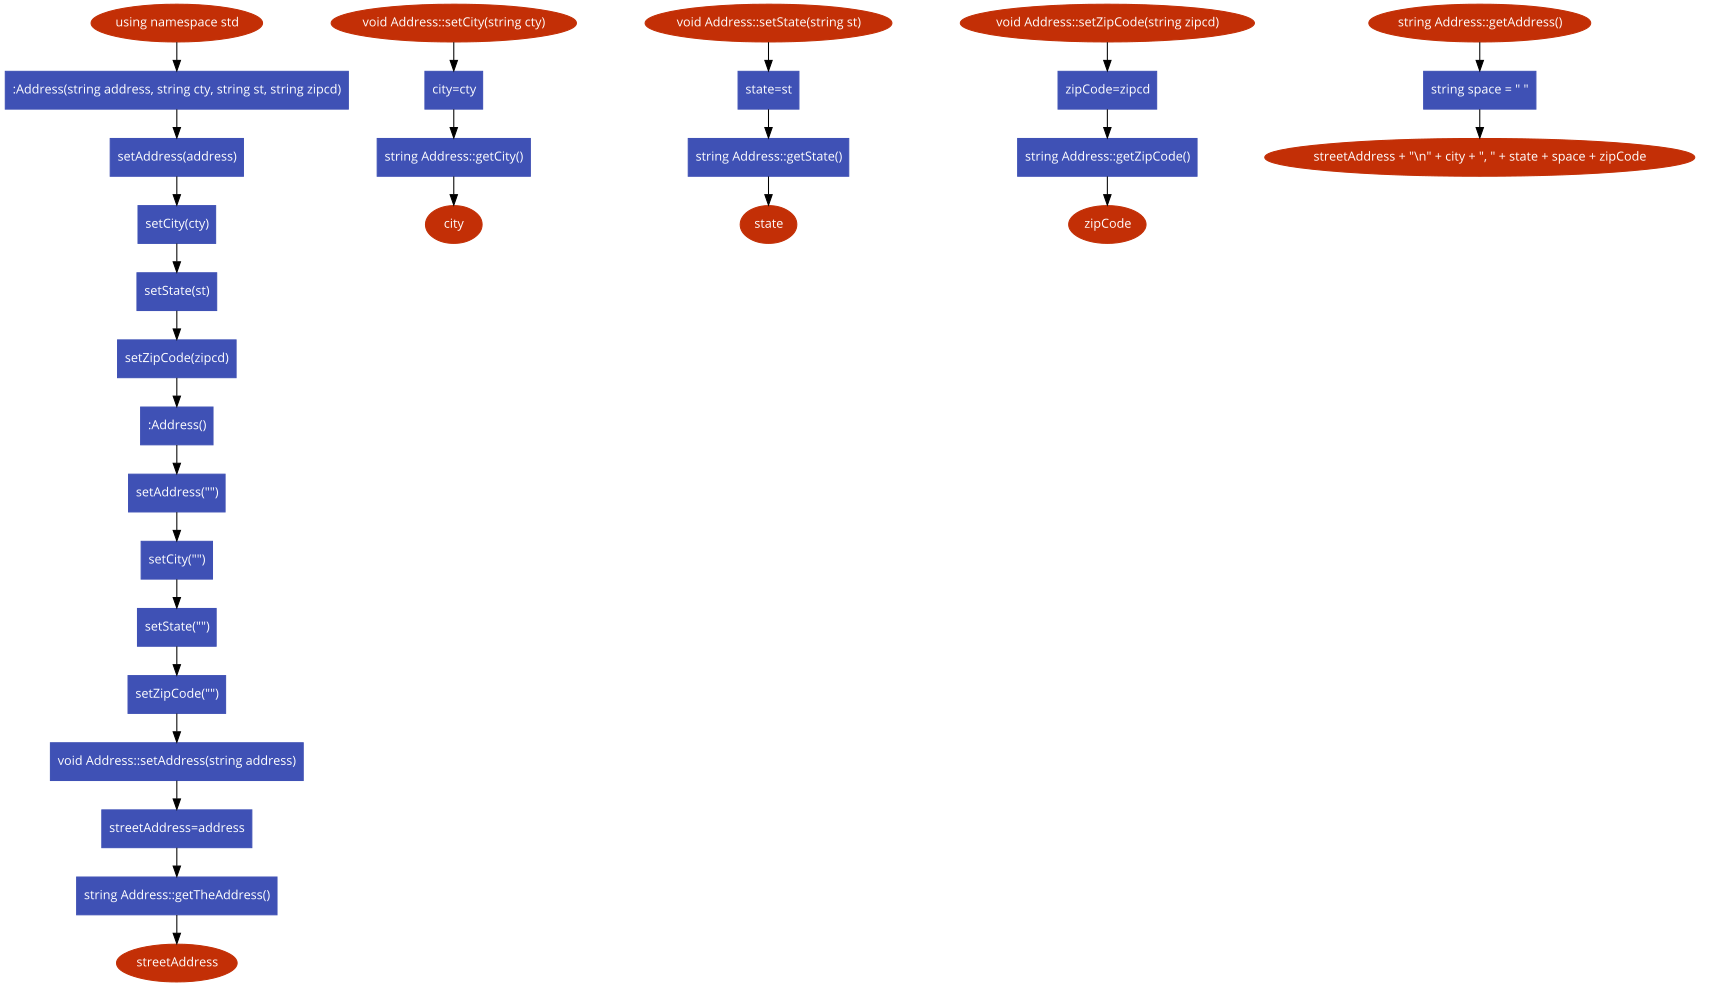 using namespace std
:Address(string address, string cty, string st, string zipcd)
setAddress(address)
setCity(cty)
setState(st)
setZipCode(zipcd)
:Address()
setAddress("")
setCity("")
setState("")
setZipCode("")
void Address::setAddress(string address)
streetAddress=address
string Address::getTheAddress()
streetAddress
void Address::setCity(string cty)
city=cty
string Address::getCity()
city
void Address::setState(string st)
state=st
string Address::getState()
state
void Address::setZipCode(string zipcd)
zipCode=zipcd
string Address::getZipCode()
zipCode
string Address::getAddress()
string space = " "
streetAddress + "\n" + city + ", " + state + space + zipCode